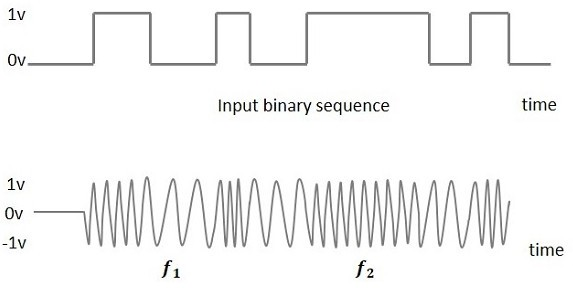 1v
0v
Input binary sequence time
1v
0v
-1v
time
f₁ f₂